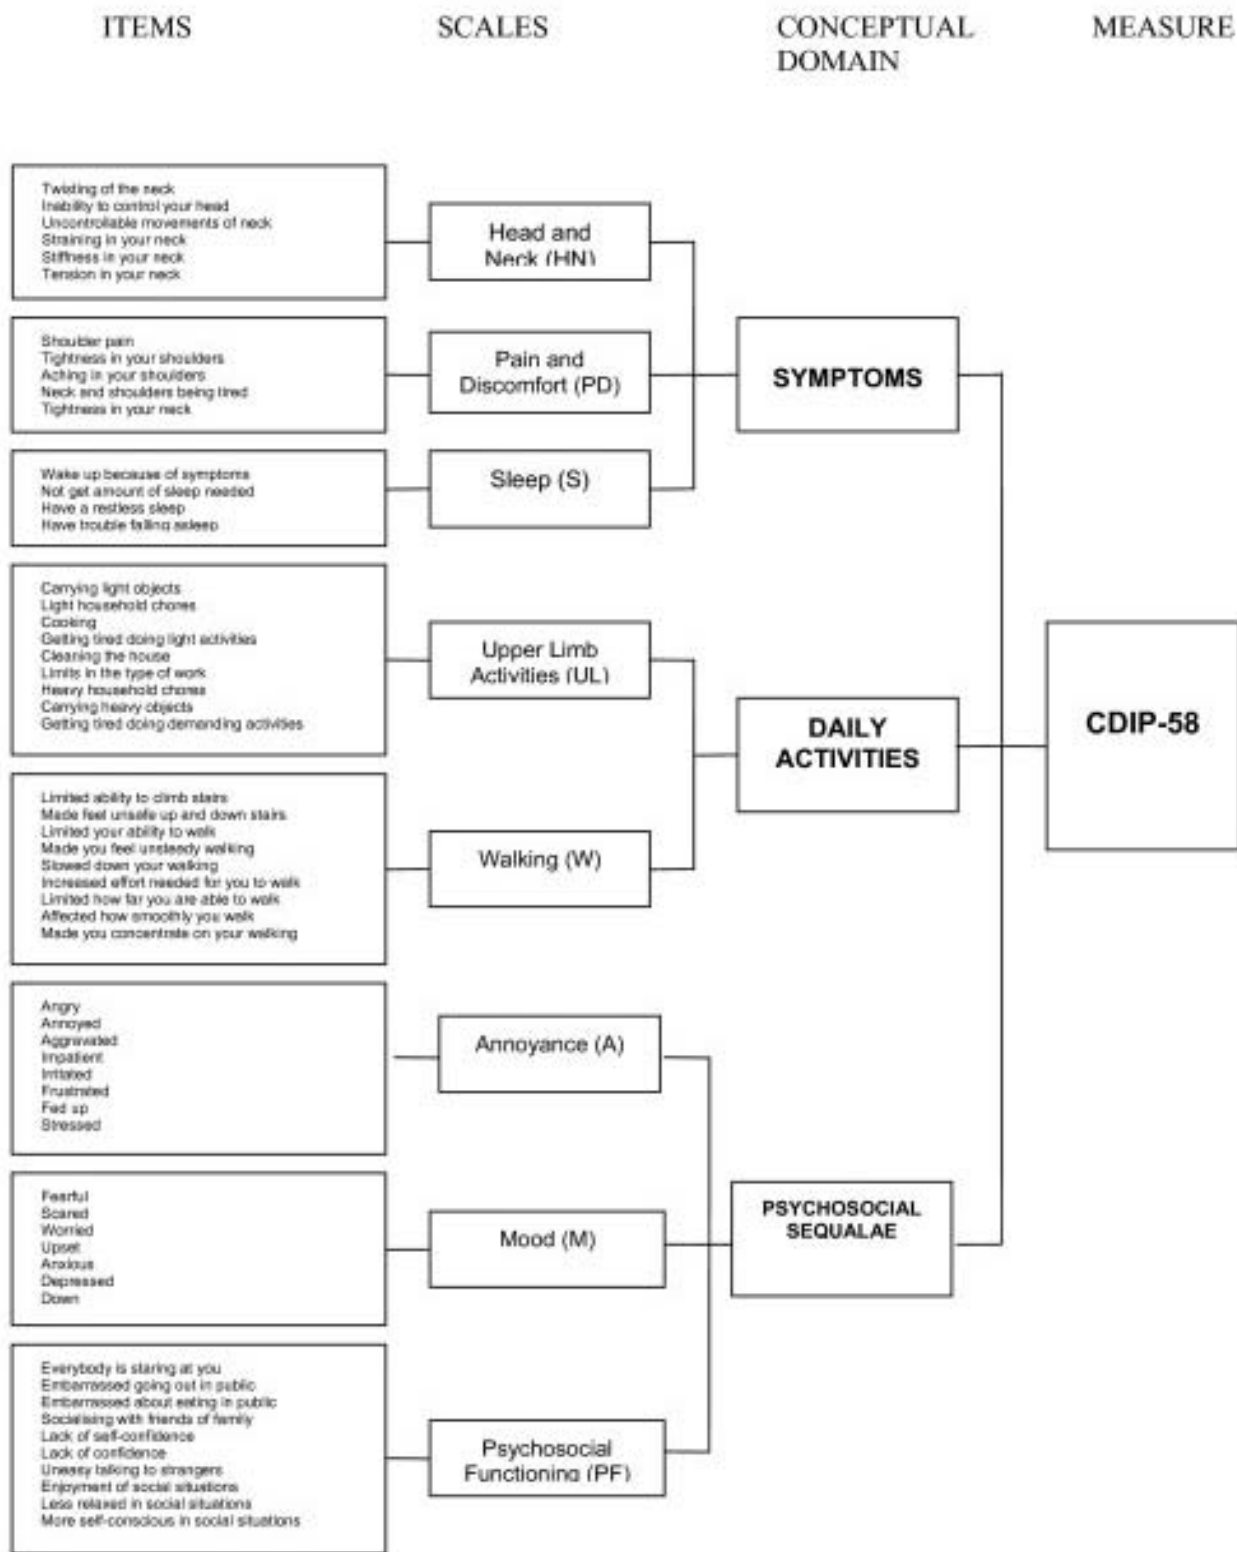 ITEMS
SCALES
CONCEPTUAL
DOMAIN
MEASURE
Twisting of the neck
Inability to control your head
Uncontrollable movements of neck
Straining in your neck
Stiffness in your neck
Tension in your neck
Head and
Neck (HN)
Shoulder pain
Tightness in your shoulders
Aching in your shoulders
Neck and shoulders being tired
Tightness in your neck
Pain and
Discomfort (PD)
SYMPTOMS
Wake up because of symptoms
Not get amount of sleep needed
Have a restless sleep
Have trouble falling asleep
Sleep (S)
Carrying light objects
Light household chores
Cooking
Getting tired doing light activities
Cleaning the house
Limits in the type of work
Heavy household chores
Carrying heavy objects
Getting tired doing demanding activities
Upper Limb
Activities (UL)
DAILY
ACTIVITIES
CDIP-58
Limited ability to climb stairs
Made feel unsafe up and down stairs
Limited your ability to walk
Made you feel unsteady walking
Slowed down your walking
Increased effort needed for you to walk
Limited how far you are able to walk
Affected how smoothly you walk
Made you concentrate on your walking
Walking (W)
Angry
Annoyed
Aggravated
Impatient
Irritated
Frustrated
Fed up
Stressed
Annoyance (A)
Fearful
Scared
Worried
Upset
Anxious
Depressed
Down
Mood (M)
PSYCHOSOCIAL
SEQUALAE
Everybody is staring at you
Embarrassed going out in public
Embarrassed about eating in public
Socialising with friends of family
Lack of self-confidence
Lack of confidence
Uneasy talking to strangers
Enjoyment of social situations
Less relaxed in social situations
More self-conscious in social situations
Psychosocial
Functioning (PF)